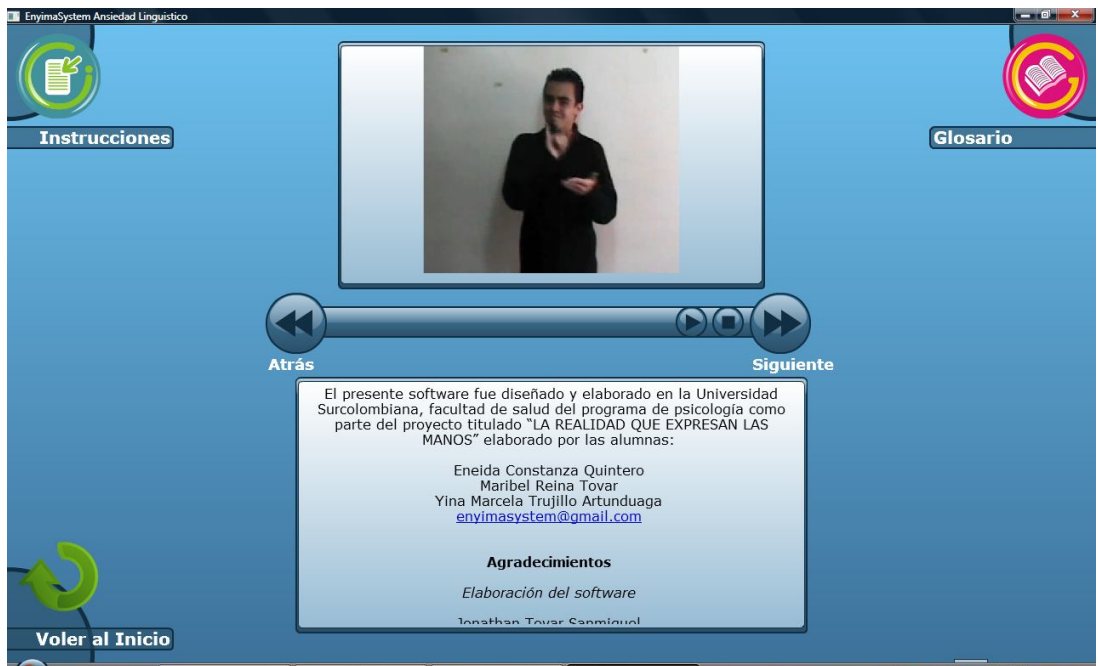 EnyimaSystem Ansiedad Linguistico
Instrucciones
Glosario
Atrás
Siguiente
El presente software fue diseñado y elaborado en la Universidad
Surcolombiana, facultad de salud del programa de psicología como
parte del proyecto titulado “LA REALIDAD QUE EXPRESAN LAS
MANOS” elaborado por las alumnas:
Eneida Constanza Quintero
Maribel Reina Tovar
Yina Marcela Trujillo Artunduaga
enyimasystem@gmail.com
Agradecimientos
Elaboración del software
Jonathan Tovar Sanmiguel
Voler al Inicio